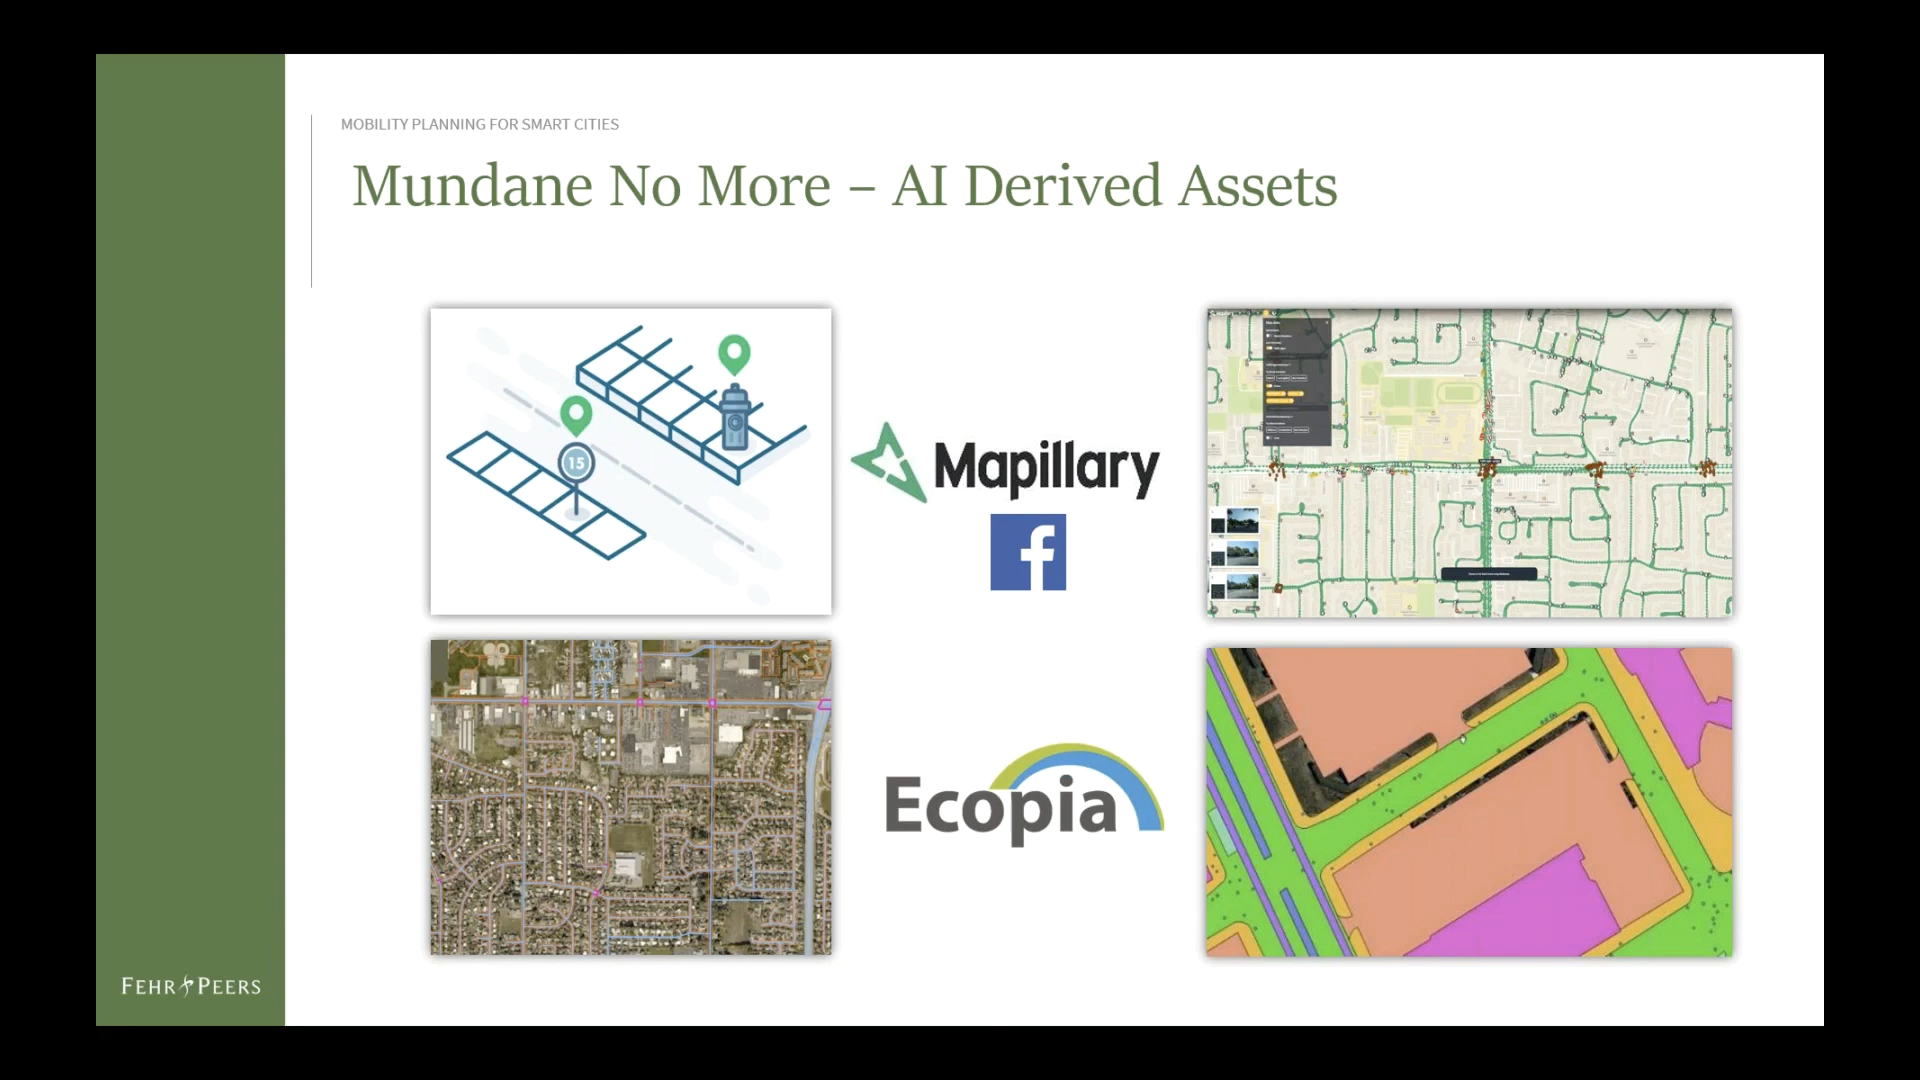 MOBILITY PLANNING FOR SMART CITIES
Mundane No More – AI Derived Assets
15
Mapillary
f
Ecopia
FEHR PEERS